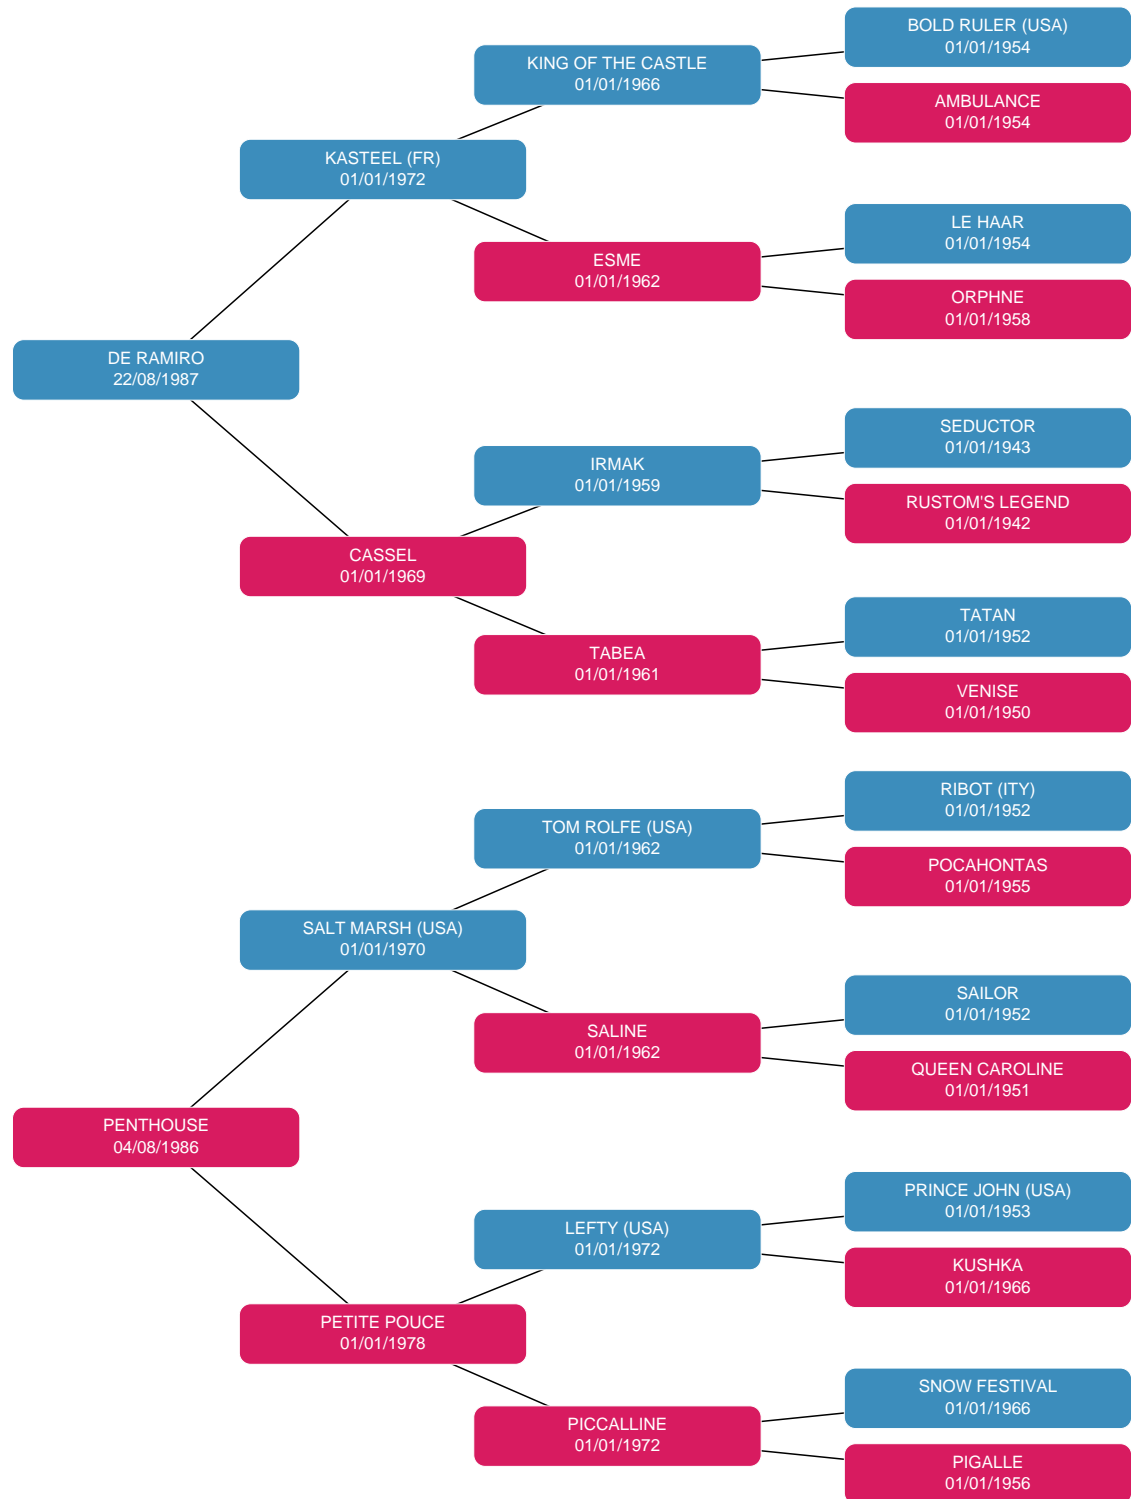 BOLD RULER (USA)
01/01/1954
KING OF THE CASTLE
01/01/1966
AMBULANCE
01/01/1954
KASTEEL (FR)
01/01/1972
LE HAAR
01/01/1954
ESME
01/01/1962
ORPHNE
01/01/1958
DE RAMIRO
22/08/1987
SEDUCTOR
01/01/1943
IRMAK
01/01/1959
RUSTOM'S LEGEND
01/01/1942
CASSEL
01/01/1969
TATAN
01/01/1952
TABEA
01/01/1961
VENISE
01/01/1950
RIBOT (ITY)
01/01/1952
TOM ROLFE (USA)
01/01/1962
POCAHONTAS
01/01/1955
SALT MARSH (USA)
01/01/1970
SAILOR
01/01/1952
SALINE
01/01/1962
QUEEN CAROLINE
01/01/1951
PENTHOUSE
04/08/1986
PRINCE JOHN (USA)
01/01/1953
LEFTY (USA)
01/01/1972
KUSHKA
01/01/1966
PETITE POUCE
01/01/1978
SNOW FESTIVAL
01/01/1966
PICCALLINE
01/01/1972
PIGALLE
01/01/1956